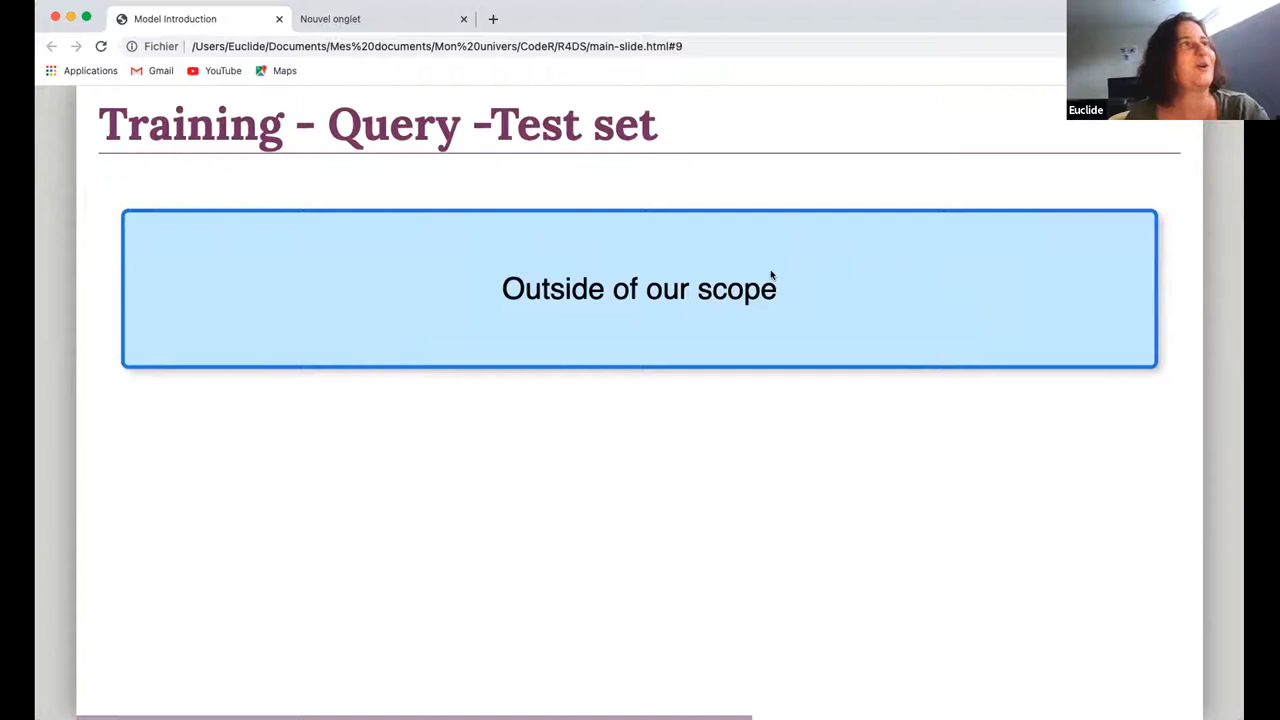 Model Introduction
Nouvel onglet
Fichier
/Users/Euclide/Documents/Mes%20documents/Mon%20univers/CodeR/R4DS/main-slide.html#9
Applications
Gmail
YouTube
Maps
Euclide
Training - Query -Test set
Outside of our scope